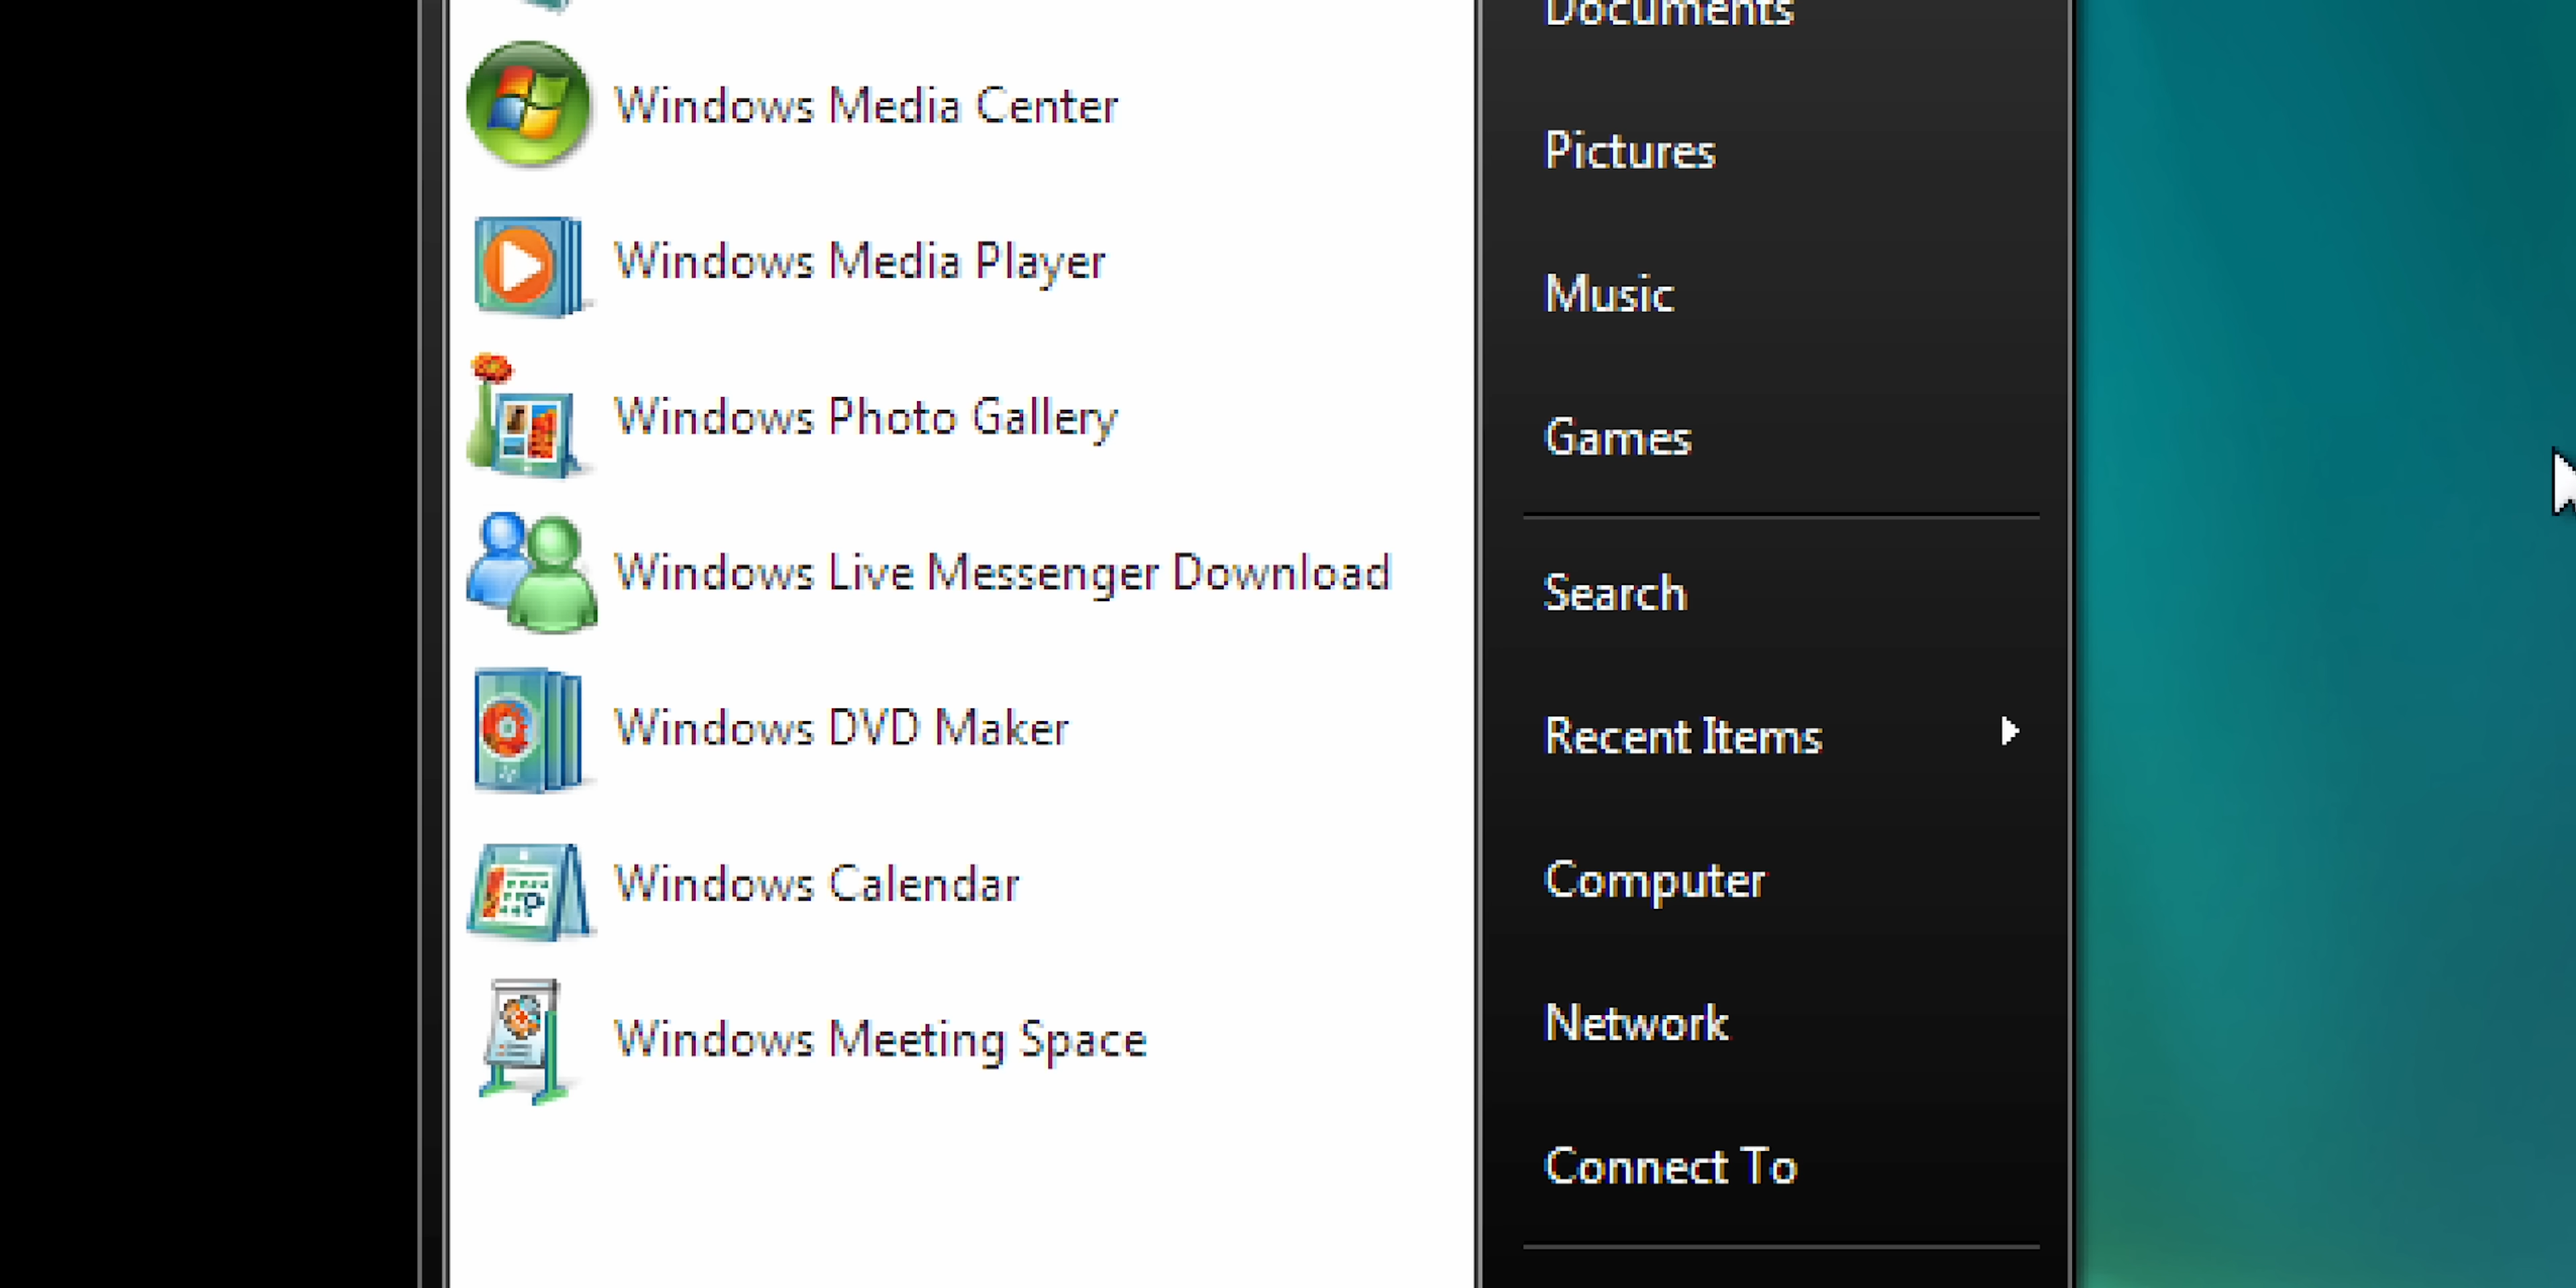 Windows Media Center
Windows Media Player
Windows Photo Gallery
Windows Live Messenger Download
Windows DVD Maker
Windows Calendar
Windows Meeting Space
Documents
Pictures
Music
Games
Search
Recent Items
Computer
Network
Connect To